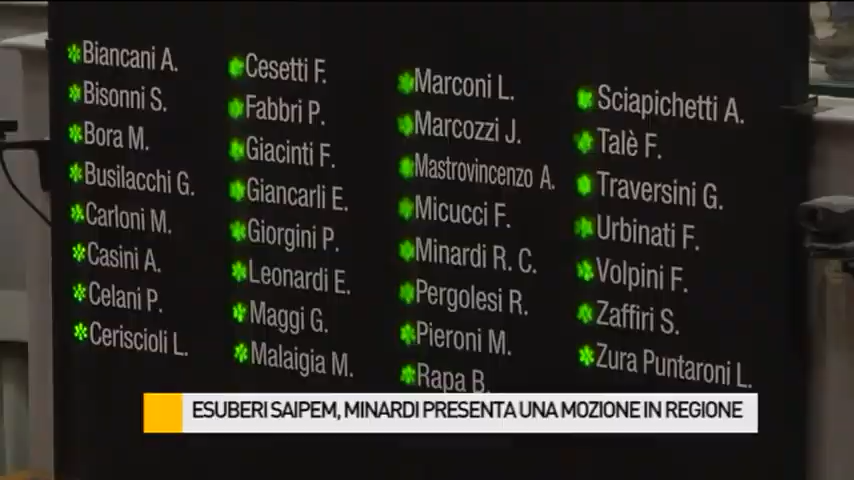 Biancani A.
Bisonni S.
Bora M.
Busilacchi G.
Carloni M.
Casini A.
Celani P.
Ceriscioli L.
Cesetti F.
Fabbri P.
Giacinti F.
Giancarli E.
Giorgini P.
Leonardi E.
Maggi G.
Malaigia M.
Marconi L.
Marcozzi J.
Mastrovincenzo A.
Micucci F.
Minardi R. C.
Pergolesi R.
Pieroni M.
Rapa B.
Sciapichetti A.
Talè F.
Traversini G.
Urbinati F.
Volpini F.
Zaffiri S.
Zura Puntaroni L.
ESUBERI SAIPEM, MINARDI PRESENTA UNA MOZIONE IN REGIONE